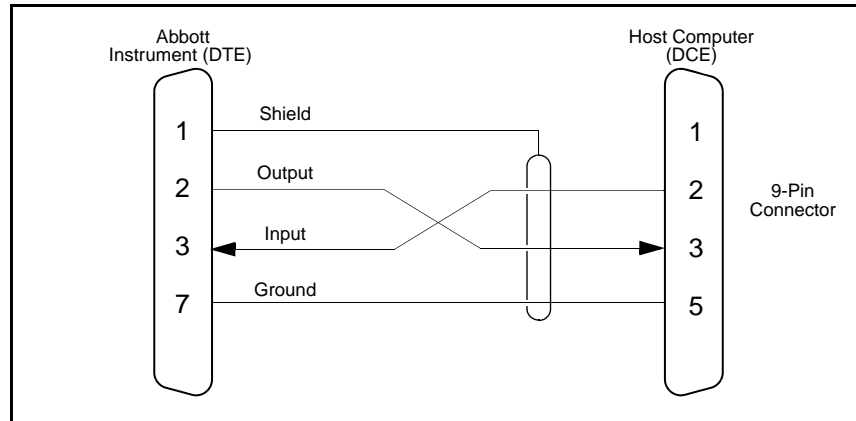 Abbott
Instrument (DTE)
Host Computer
(DCE)
1
Shield
1
2
Output
2
9-Pin
Connector
3
Input
3
7
Ground
5